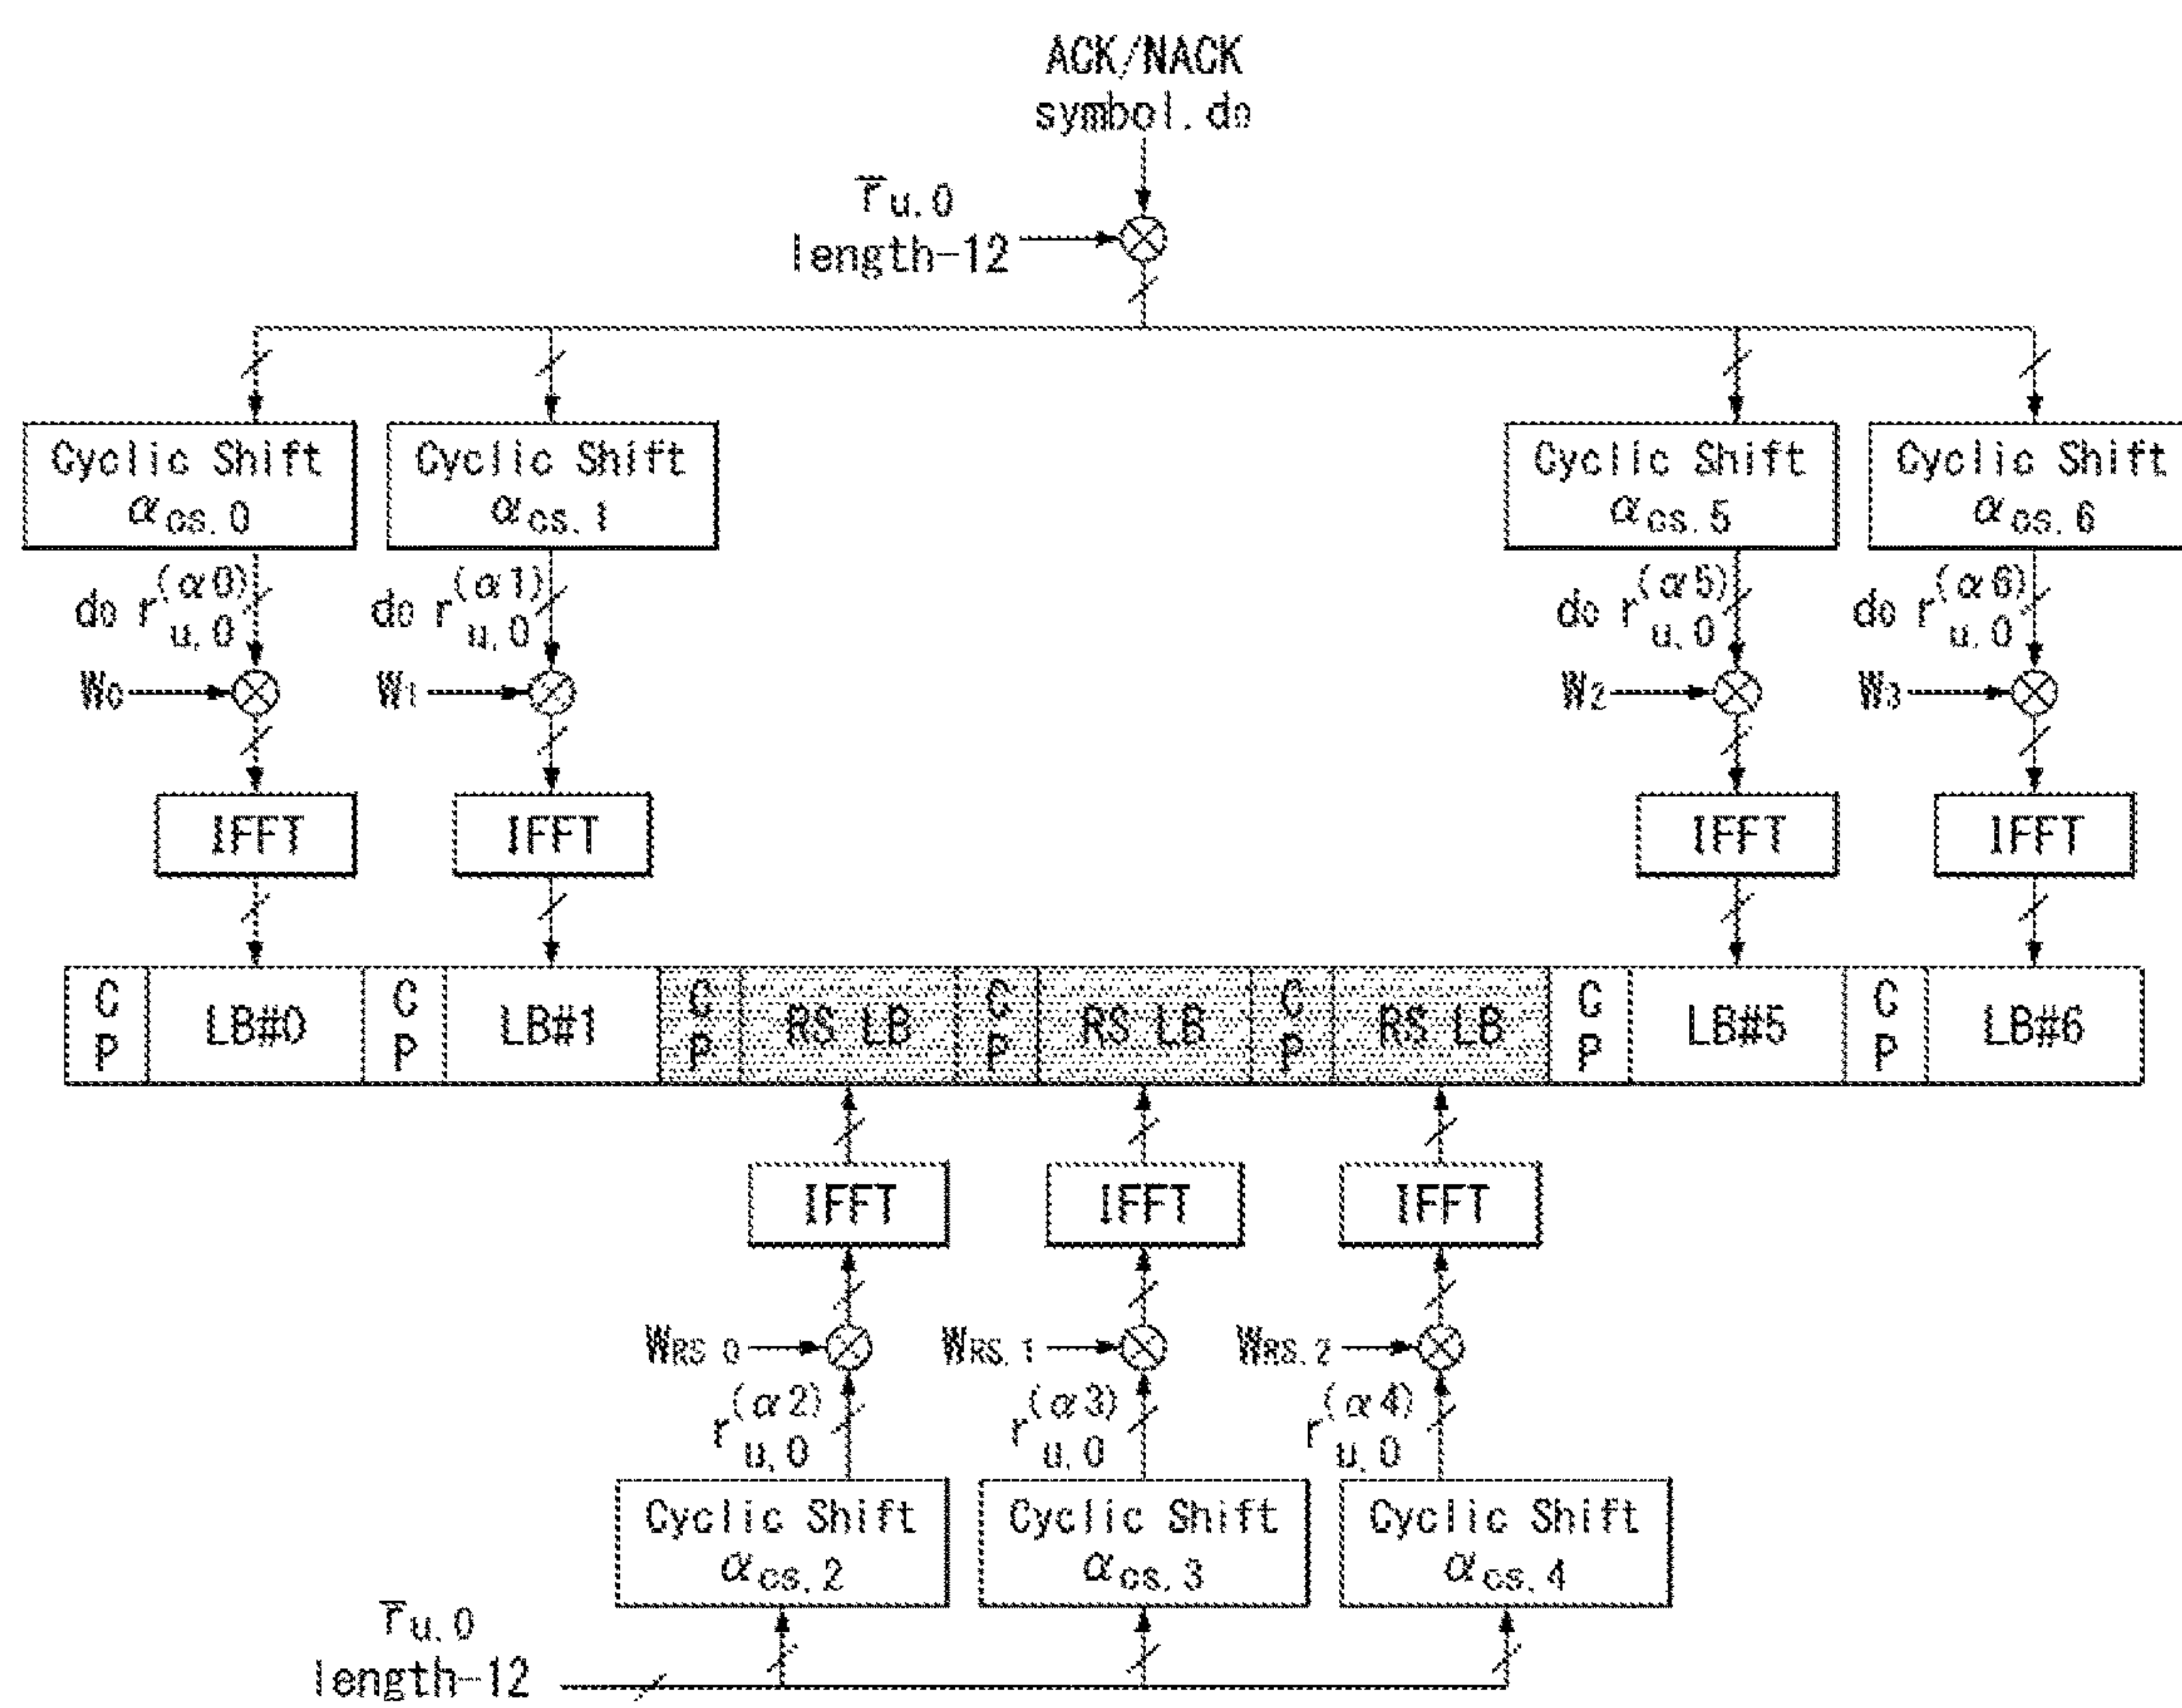 ACK/NACK
symbol. d0
r̄u, 0
length-12
Cyclic Shift αcs. 0
Cyclic Shift αcs. 1
Cyclic Shift αcs. 5
Cyclic Shift αcs. 6
d0 r(α0)u, 0
d0 r(α1)u, 0
d0 r(α5)u, 0
d0 r(α6)u, 0
W0
W1
W2
W3
IFFT
IFFT
IFFT
IFFT
CP LB#0 CP LB#1 CP RS LB CP RS LB CP RS LB CP LB#5 CP LB#6
IFFT
IFFT
IFFT
WRS 0
WRS. 1
WRS. 2
r(α2)u, 0
r(α3)u, 0
r(α4)u, 0
Cyclic Shift αcs. 2
Cyclic Shift αcs. 3
Cyclic Shift αcs. 4
r̄u. 0
length-12